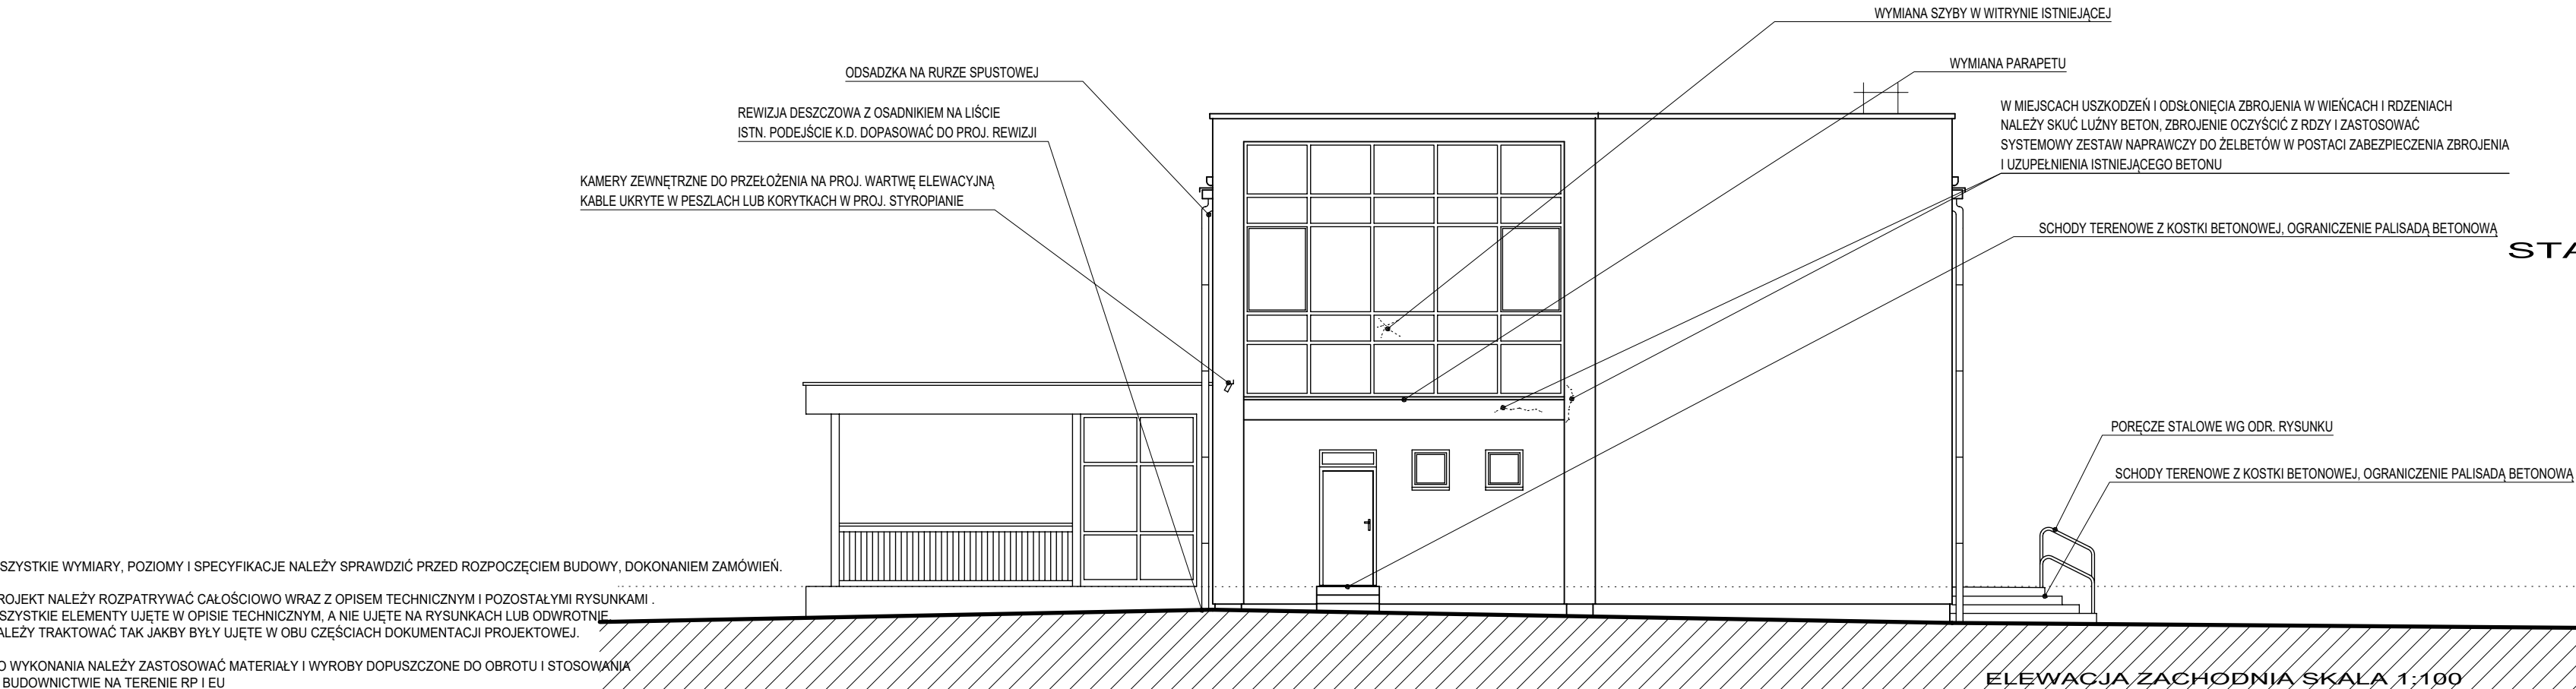 WYMIANA SZYBY W WITRYNIE ISTNIEJĄCEJ
ODSADZKA NA RURZE SPUSTOWEJ
WYMIANA PARAPETU
REWIZJA DESZCZOWA Z OSADNIKIEM NA LIŚCIE
ISTN. PODEJŚCIE K.D. DOPASOWAĆ DO PROJ. REWIZJI
W MIEJSCACH USZKODZEŃ I ODSŁONIĘCIA ZBROJENIA W WIEŃCACH I RDZENIACH
NALEŻY SKUĆ LUŹNY BETON, ZBROJENIE OCZYŚCIĆ Z RDZY I ZASTOSOWAĆ
SYSTEMOWY ZESTAW NAPRAWCZY DO ŻELBETÓW W POSTACI ZABEZPIECZENIA ZBROJENIA
I UZUPEŁNIENIA ISTNIEJĄCEGO BETONU
KAMERY ZEWNĘTRZNE DO PRZEŁOŻENIA NA PROJ. WARTWĘ ELEWACYJNĄ
KABLE UKRYTE W PESZLACH LUB KORYTKACH W PROJ. STYROPIANIE
SCHODY TERENOWE Z KOSTKI BETONOWEJ, OGRANICZENIE PALISADĄ BETONOWĄ
STA
PORĘCZE STALOWE WG ODR. RYSUNKU
SCHODY TERENOWE Z KOSTKI BETONOWEJ, OGRANICZENIE PALISADĄ BETONOWĄ
SZYSTKIE WYMIARY, POZIOMY I SPECYFIKACJE NALEŻY SPRAWDZIĆ PRZED ROZPOCZĘCIEM BUDOWY, DOKONANIEM ZAMÓWIEŃ.
ROJEKT NALEŻY ROZPATRYWAĆ CAŁOŚCIOWO WRAZ Z OPISEM TECHNICZNYM I POZOSTAŁYMI RYSUNKAMI .
SZYSTKIE ELEMENTY UJĘTE W OPISIE TECHNICZNYM, A NIE UJĘTE NA RYSUNKACH LUB ODWROTNIE
ALEŻY TRAKTOWAĆ TAK JAKBY BYŁY UJĘTE W OBU CZĘŚCIACH DOKUMENTACJI PROJEKTOWEJ.
O WYKONANIA NALEŻY ZASTOSOWAĆ MATERIAŁY I WYROBY DOPUSZCZONE DO OBROTU I STOSOWANIA
BUDOWNICTWIE NA TERENIE RP I EU
ELEWACJA ZACHODNIA SKALA 1:100